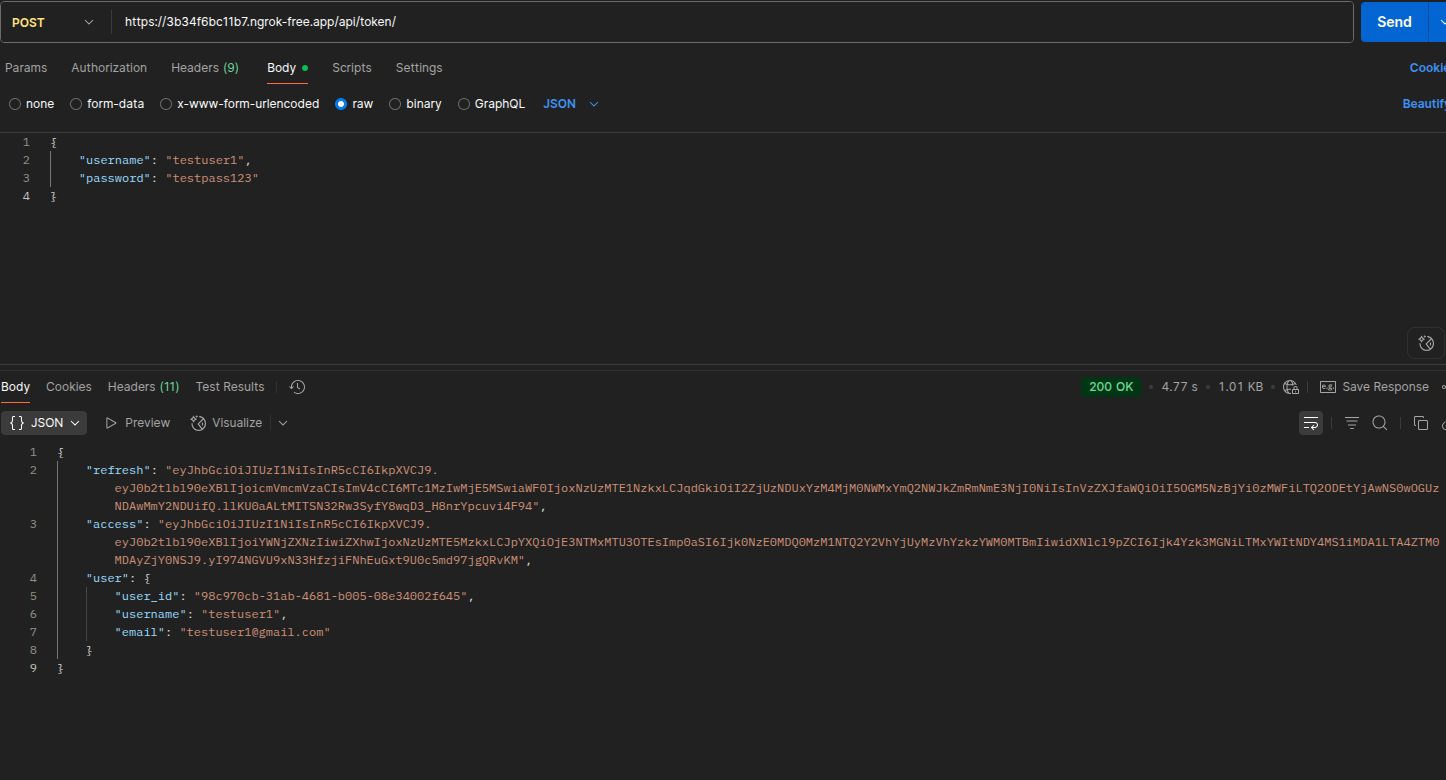 POST https://3b34f6bc11b7.ngrok-free.app/api/token/ Send
Params Authorization Headers (9) Body Scripts Settings Cookie
none form-data x-www-form-urlencoded raw binary GraphQL JSON Beautify
1 {
2 "username": "testuser1",
3 "password": "testpass123"
4 }
Body Cookies Headers (11) Test Results 200 OK • 4.77 s • 1.01 KB • e.g. Save Response
{} JSON Preview Visualize
1 {
2 "refresh": "eyJhbGciOiJIUzI1NiIsInR5cCI6IkpXVCJ9.
3 "access": "eyJhbGciOiJIUzI1NiIsInR5cCI6IkpXVCJ9.
4 "user": {
5 "user_id": "98c970cb-31ab-4681-b005-08e34002f645",
6 "username": "testuser1",
7 "email": "testuser1@gmail.com"
8 }
9 }